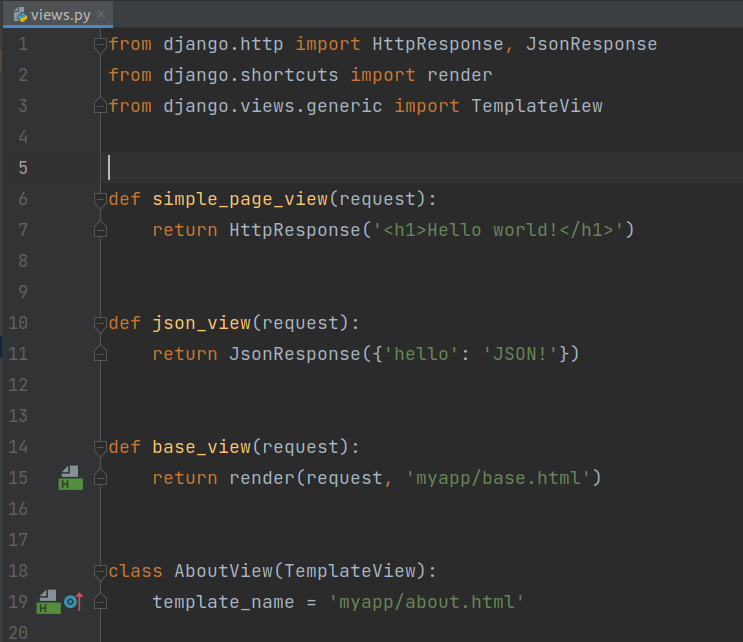 views.py
1 from django.http import HttpResponse, JsonResponse
2 from django.shortcuts import render
3 from django.views.generic import TemplateView
4
5
6 def simple_page_view(request):
7     return HttpResponse('<h1>Hello world!</h1>')
8
9
10 def json_view(request):
11     return JsonResponse({'hello': 'JSON!'})
12
13
14 def base_view(request):
15 H     return render(request, 'myapp/base.html')
16
17
18 class AboutView(TemplateView):
19 H     template_name = 'myapp/about.html'
20